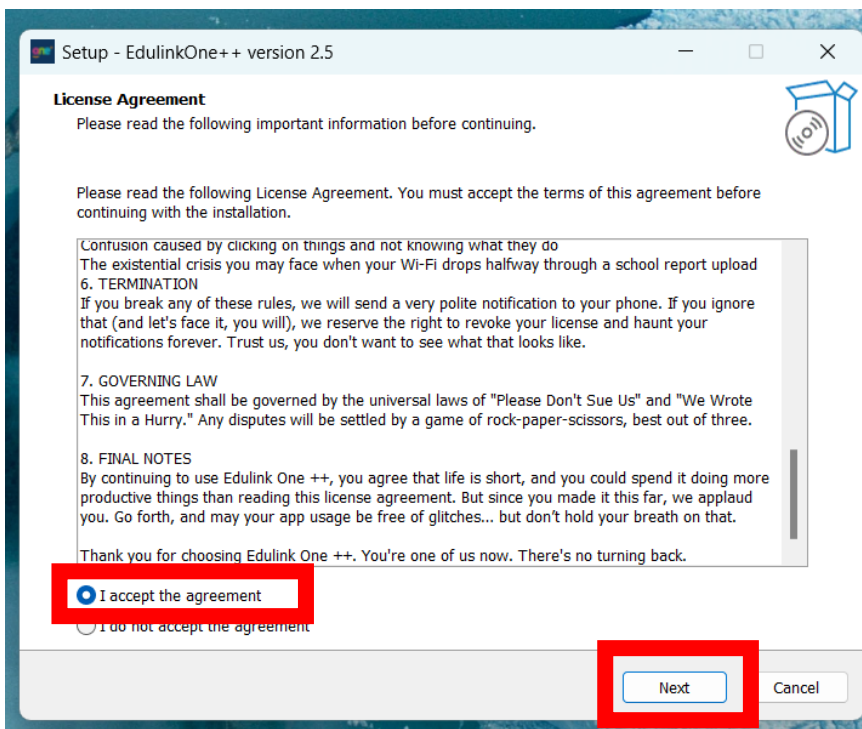 Setup - EdulinkOne++ version 2.5
License Agreement
Please read the following important information before continuing.
Please read the following License Agreement. You must accept the terms of this agreement before
continuing with the installation.
Confusion caused by clicking on things and not knowing what they do
The existential crisis you may face when your Wi-Fi drops halfway through a school report upload
6. TERMINATION
If you break any of these rules, we will send a very polite notification to your phone. If you ignore
that (and let's face it, you will), we reserve the right to revoke your license and haunt your
notifications forever. Trust us, you don't want to see what that looks like.
7. GOVERNING LAW
This agreement shall be governed by the universal laws of "Please Don't Sue Us" and "We Wrote
This in a Hurry." Any disputes will be settled by a game of rock-paper-scissors, best out of three.
8. FINAL NOTES
By continuing to use Edulink One ++, you agree that life is short, and you could spend it doing more
productive things than reading this license agreement. But since you made it this far, we applaud
you. Go forth, and may your app usage be free of glitches... but don’t hold your breath on that.
Thank you for choosing Edulink One ++. You're one of us now. There's no turning back.
I accept the agreement
I do not accept the agreement
Next
Cancel